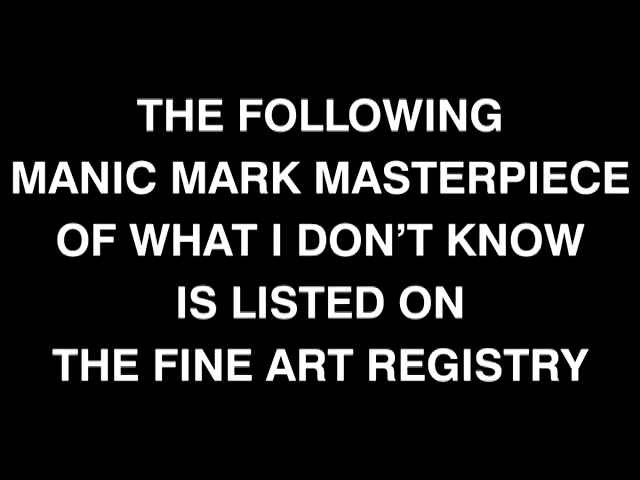 THE FOLLOWING
MANIC MARK MASTERPIECE
OF WHAT I DON’T KNOW
IS LISTED ON
THE FINE ART REGISTRY